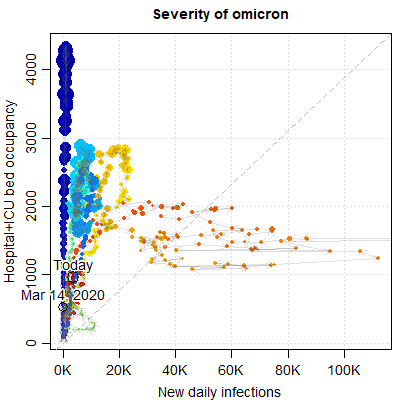 Severity of omicron
Hospital+ICU bed occupancy
4000
3000
2000
1000
0
Today
Mar 14, 2020
0K
20K
40K
60K
80K
100K
New daily infections